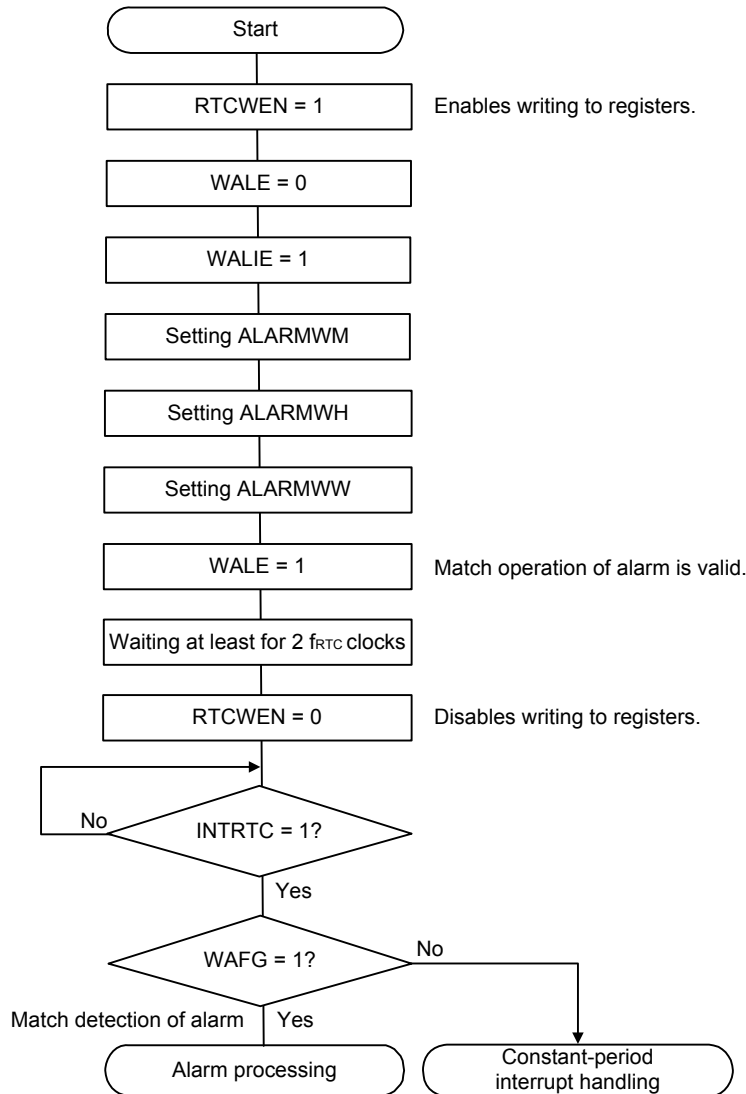 Start
RTCWEN = 1
Enables writing to registers.
WALE = 0
WALIE = 1
Setting ALARMWM
Setting ALARMWH
Setting ALARMWW
WALE = 1
Match operation of alarm is valid.
Waiting at least for 2 fRTC clocks
RTCWEN = 0
Disables writing to registers.
No
INTRTC = 1?
Yes
WAFG = 1?
No
Match detection of alarm
Yes
Alarm processing
Constant-period
interrupt handling